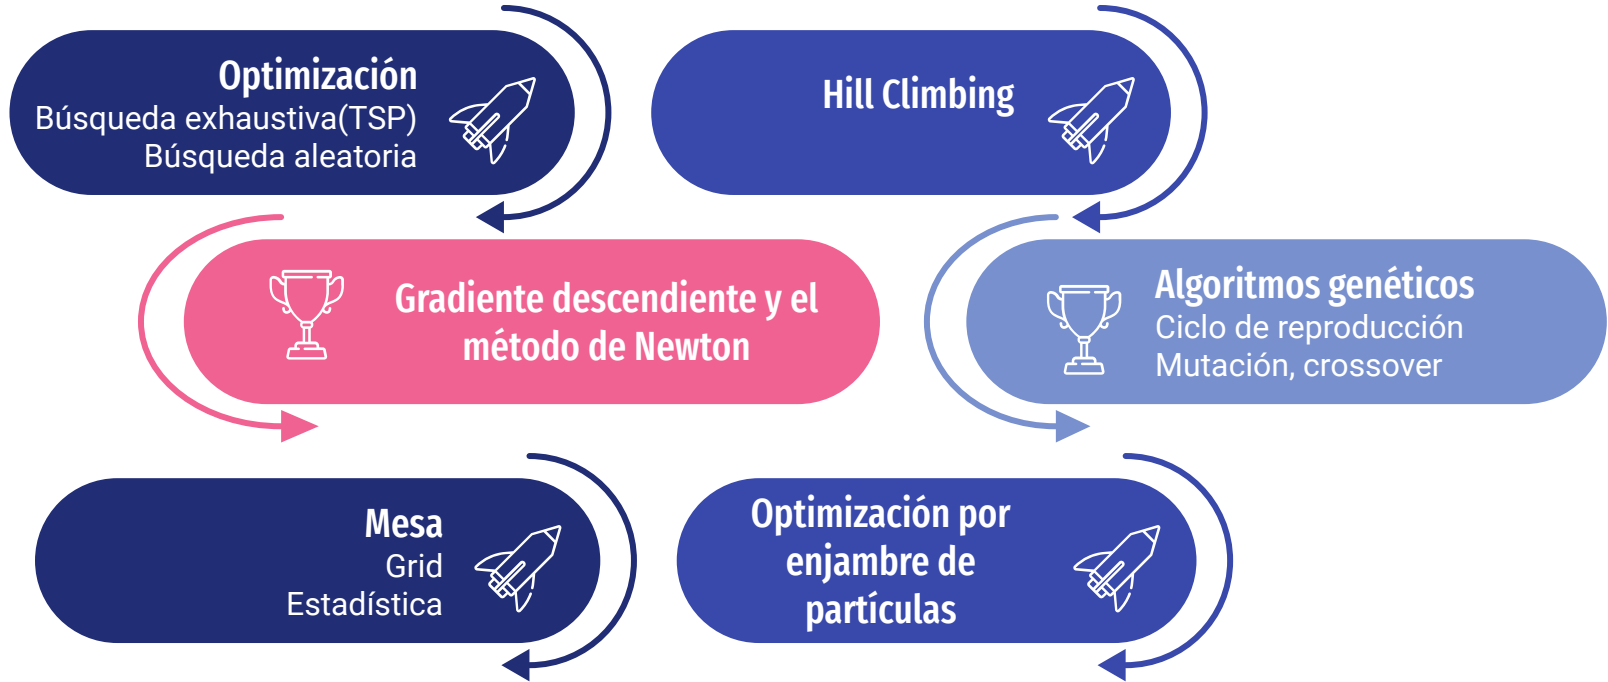 Optimización
Búsqueda exhaustiva(TSP)
Búsqueda aleatoria
Gradiente descendiente y el
método de Newton
Mesa
Grid
Estadística
Hill Climbing
Algoritmos genéticos
Ciclo de reproducción
Mutación, crossover
Optimización por
enjambre de
partículas